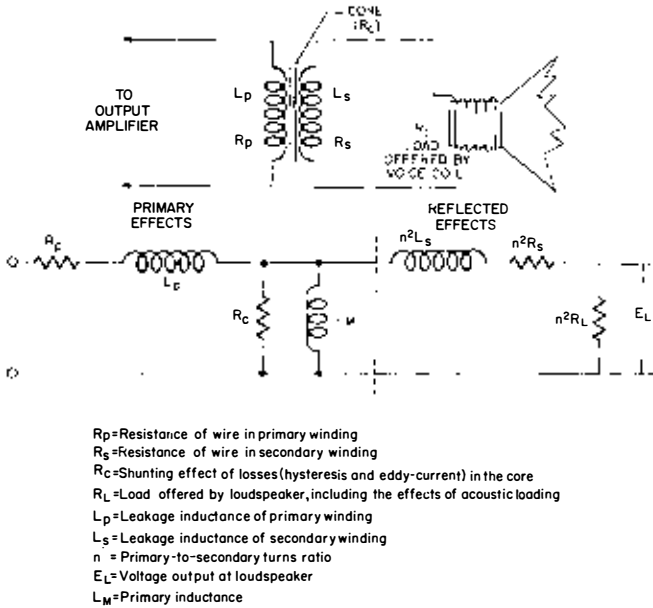 (Rc)
Lp
Ls
TO
OUTPUT
AMPLIFIER
Rp
Rs
LOAD
OFFERED BY
VOICE COIL
PRIMARY
EFFECTS
REFLECTED
EFFECTS
Rp
n²Ls
n²Rs
Lp
Rc
M
n²RL
EL
Rp=Resistance of wire in primary winding
Rs=Resistance of wire in secondary winding
Rc=Shunting effect of losses (hysteresis and eddy-current) in the core
RL=Load offered by loudspeaker, including the effects of acoustic loading
Lp=Leakage inductance of primary winding
Ls=Leakage inductance of secondary winding
n = Primary-to-secondary turns ratio
EL=Voltage output at loudspeaker
LM=Primary inductance